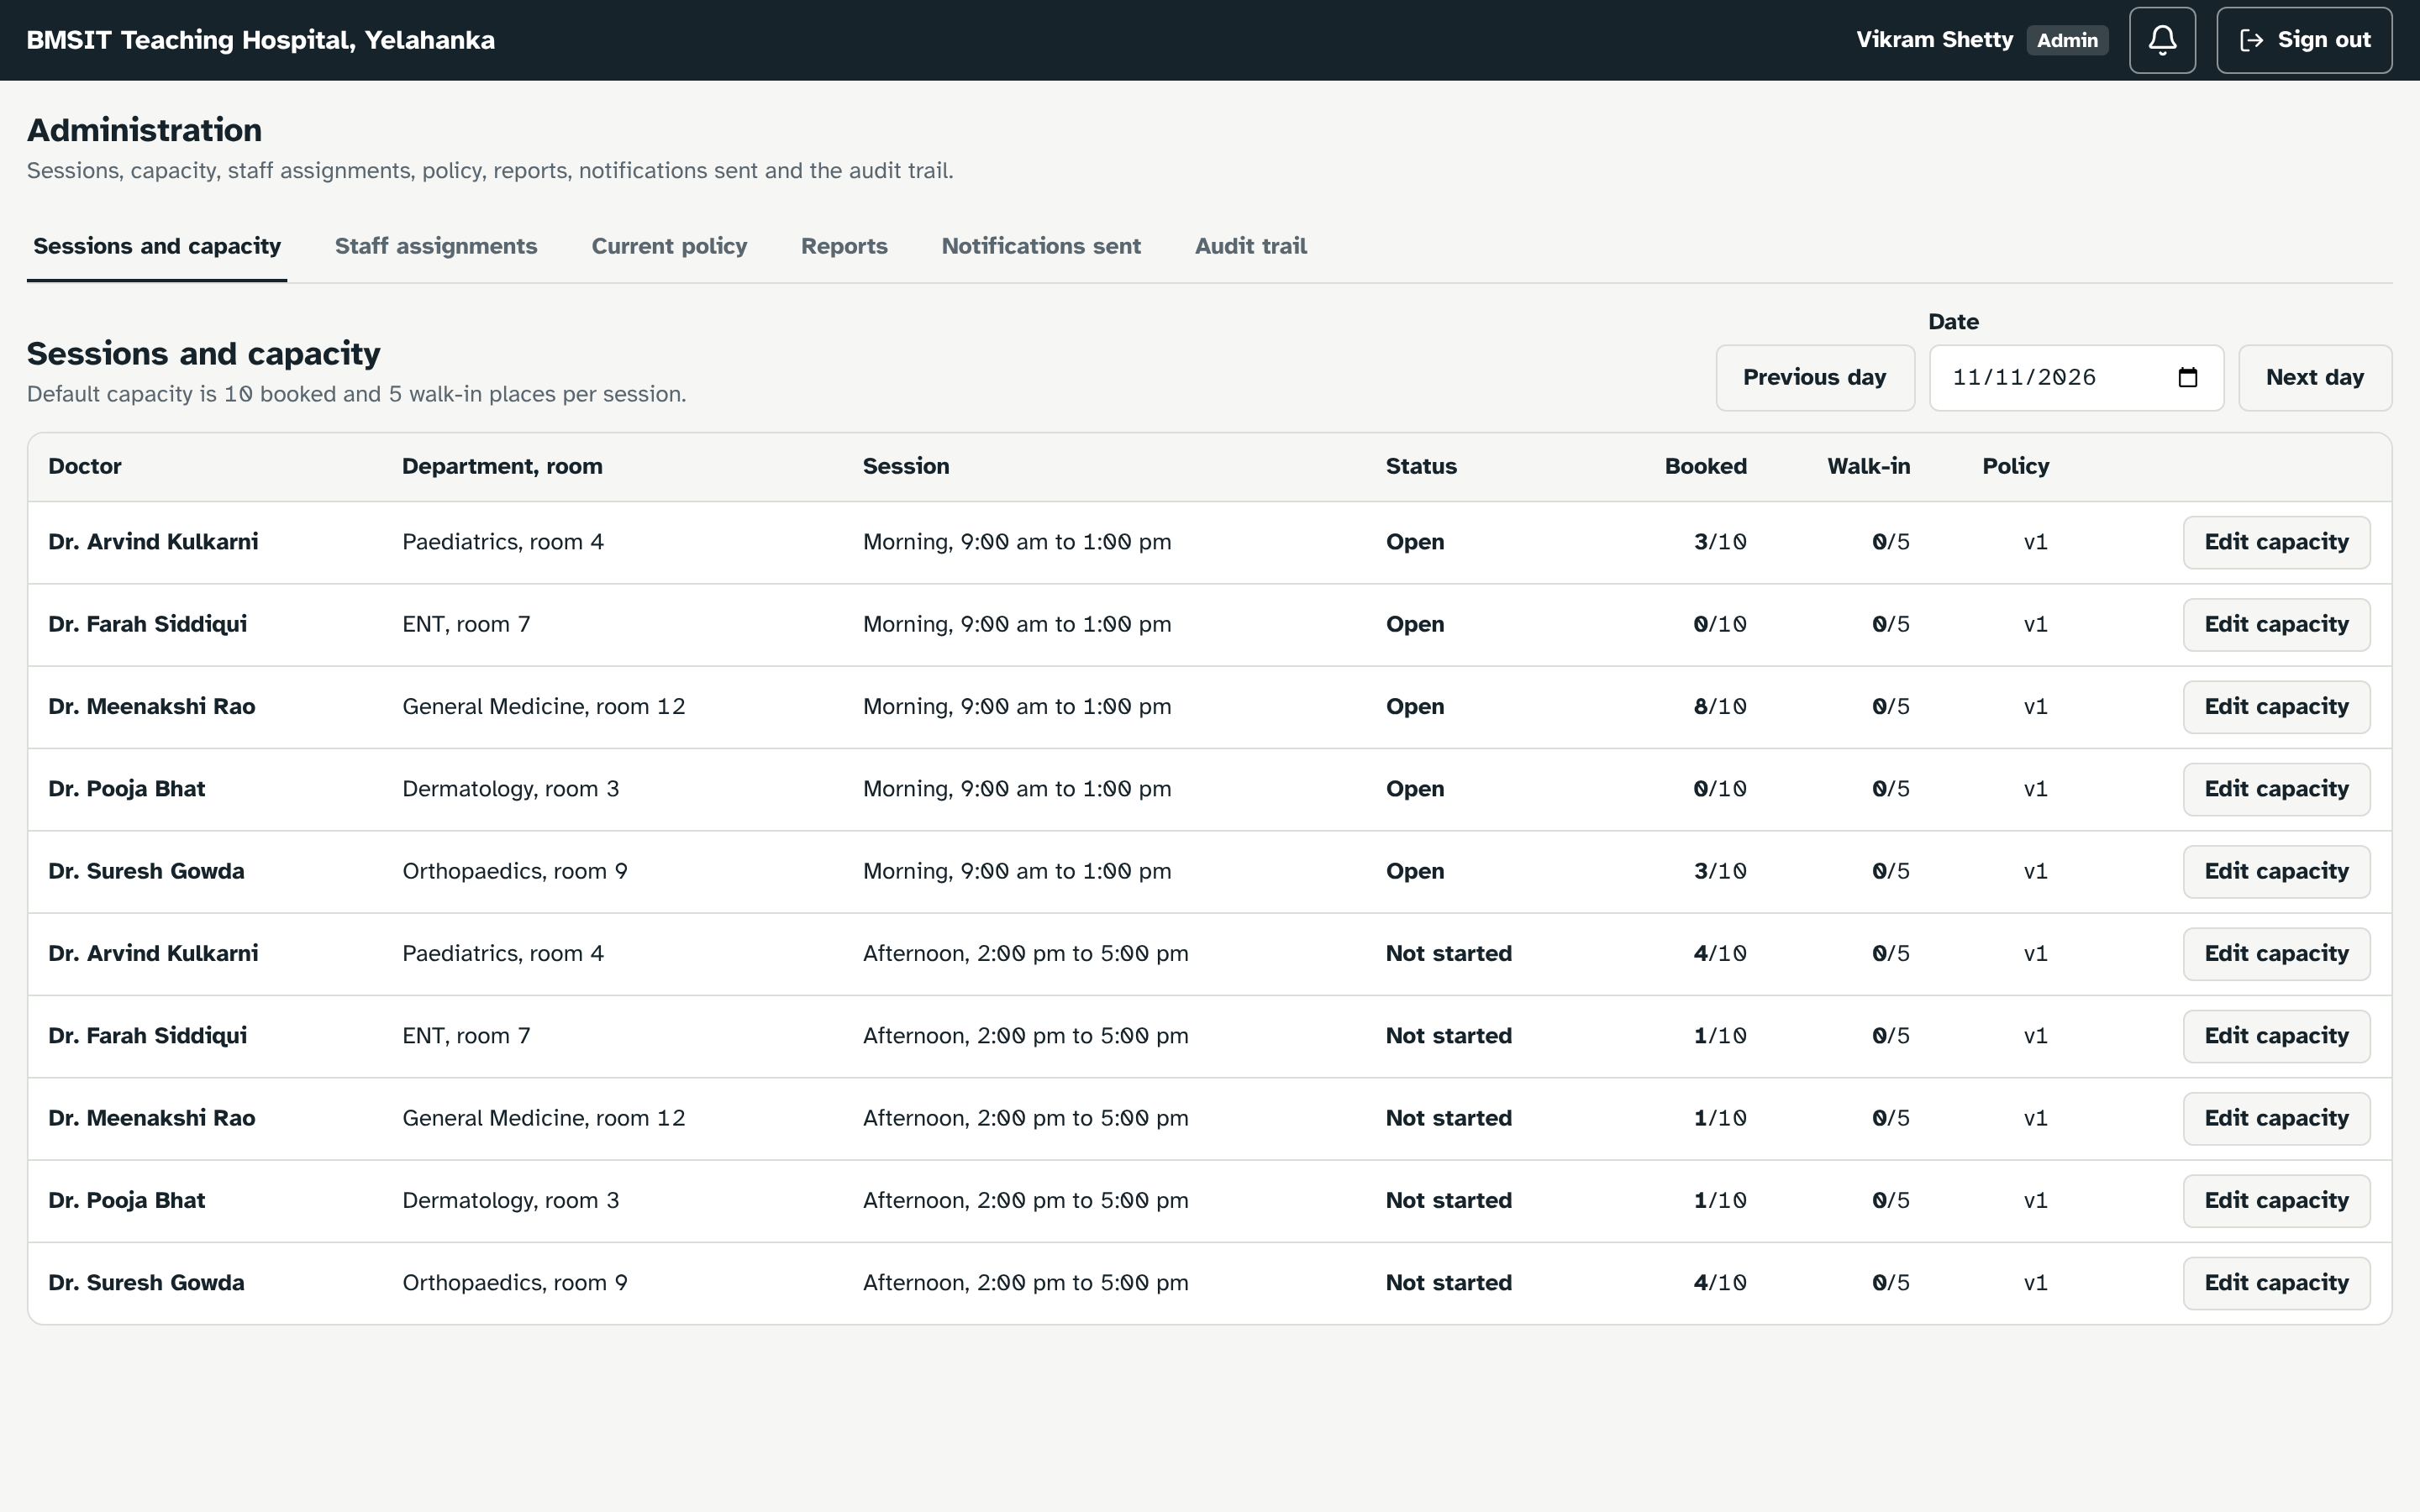 BMSIT Teaching Hospital, Yelahanka
Vikram Shetty Admin Sign out
Administration
Sessions, capacity, staff assignments, policy, reports, notifications sent and the audit trail.
Sessions and capacity Staff assignments Current policy Reports Notifications sent Audit trail
Date
Sessions and capacity
Default capacity is 10 booked and 5 walk-in places per session.
Previous day 11/11/2026 Next day
Doctor Department, room Session Status Booked Walk-in Policy
Dr. Arvind Kulkarni Paediatrics, room 4 Morning, 9:00 am to 1:00 pm Open 3/10 0/5 v1 Edit capacity
Dr. Farah Siddiqui ENT, room 7 Morning, 9:00 am to 1:00 pm Open 0/10 0/5 v1 Edit capacity
Dr. Meenakshi Rao General Medicine, room 12 Morning, 9:00 am to 1:00 pm Open 8/10 0/5 v1 Edit capacity
Dr. Pooja Bhat Dermatology, room 3 Morning, 9:00 am to 1:00 pm Open 0/10 0/5 v1 Edit capacity
Dr. Suresh Gowda Orthopaedics, room 9 Morning, 9:00 am to 1:00 pm Open 3/10 0/5 v1 Edit capacity
Dr. Arvind Kulkarni Paediatrics, room 4 Afternoon, 2:00 pm to 5:00 pm Not started 4/10 0/5 v1 Edit capacity
Dr. Farah Siddiqui ENT, room 7 Afternoon, 2:00 pm to 5:00 pm Not started 1/10 0/5 v1 Edit capacity
Dr. Meenakshi Rao General Medicine, room 12 Afternoon, 2:00 pm to 5:00 pm Not started 1/10 0/5 v1 Edit capacity
Dr. Pooja Bhat Dermatology, room 3 Afternoon, 2:00 pm to 5:00 pm Not started 1/10 0/5 v1 Edit capacity
Dr. Suresh Gowda Orthopaedics, room 9 Afternoon, 2:00 pm to 5:00 pm Not started 4/10 0/5 v1 Edit capacity